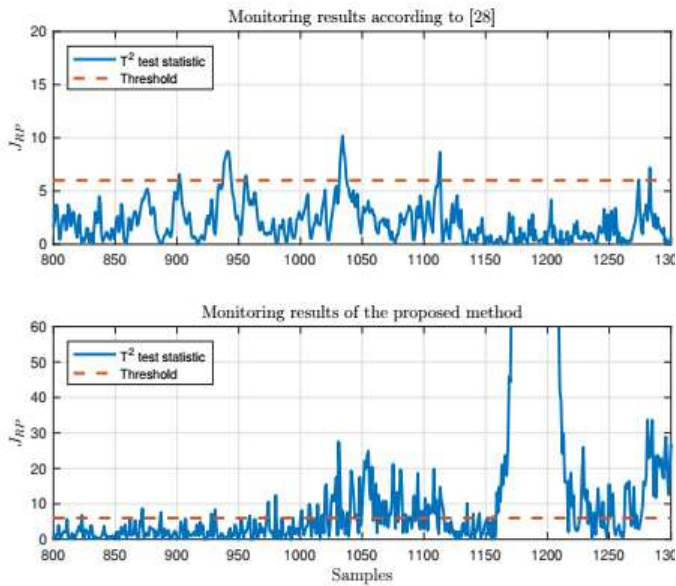 Monitoring results according to [28]
20
15
10
5
0
J_RP
T² test statistic
Threshold
800 850 900 950 1000 1050 1100 1150 1200 1250 130
Monitoring results of the proposed method
60
50
40
30
20
10
0
J_RP
T² test statistic
Threshold
800 850 900 950 1000 1050 1100 1150 1200 1250 130
Samples